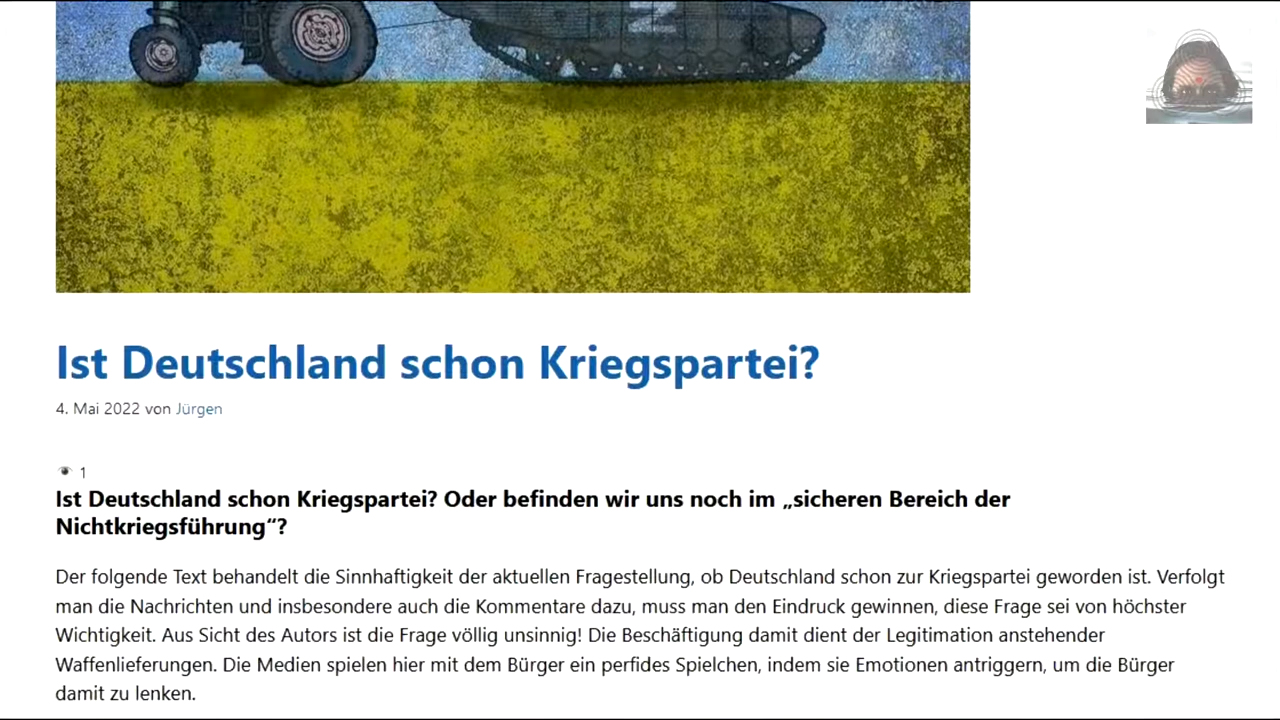 Z
Ist Deutschland schon Kriegspartei?
4. Mai 2022 von Jürgen
1
Ist Deutschland schon Kriegspartei? Oder befinden wir uns noch im „sicheren Bereich der
Nichtkriegsführung“?
Der folgende Text behandelt die Sinnhaftigkeit der aktuellen Fragestellung, ob Deutschland schon zur Kriegspartei geworden ist. Verfolgt
man die Nachrichten und insbesondere auch die Kommentare dazu, muss man den Eindruck gewinnen, diese Frage sei von höchster
Wichtigkeit. Aus Sicht des Autors ist die Frage völlig unsinnig! Die Beschäftigung damit dient der Legitimation anstehender
Waffenlieferungen. Die Medien spielen hier mit dem Bürger ein perfides Spielchen, indem sie Emotionen antriggern, um die Bürger
damit zu lenken.